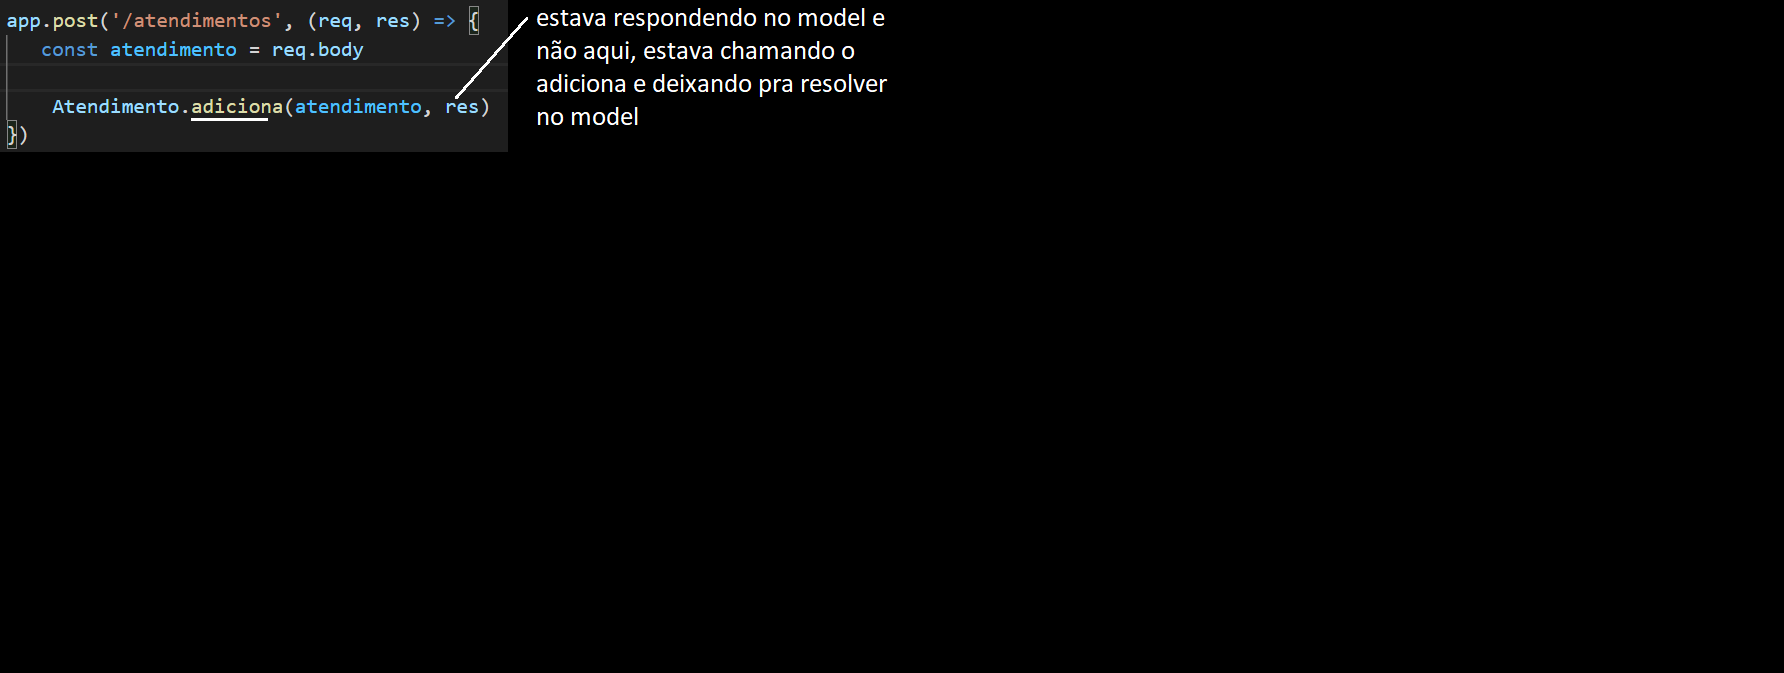 app.post('/atendimentos', (req, res) => {
const atendimento = req.body
Atendimento.adiciona(atendimento, res)
})
estava respondendo no model e
não aqui, estava chamando o
adiciona e deixando pra resolver
no model